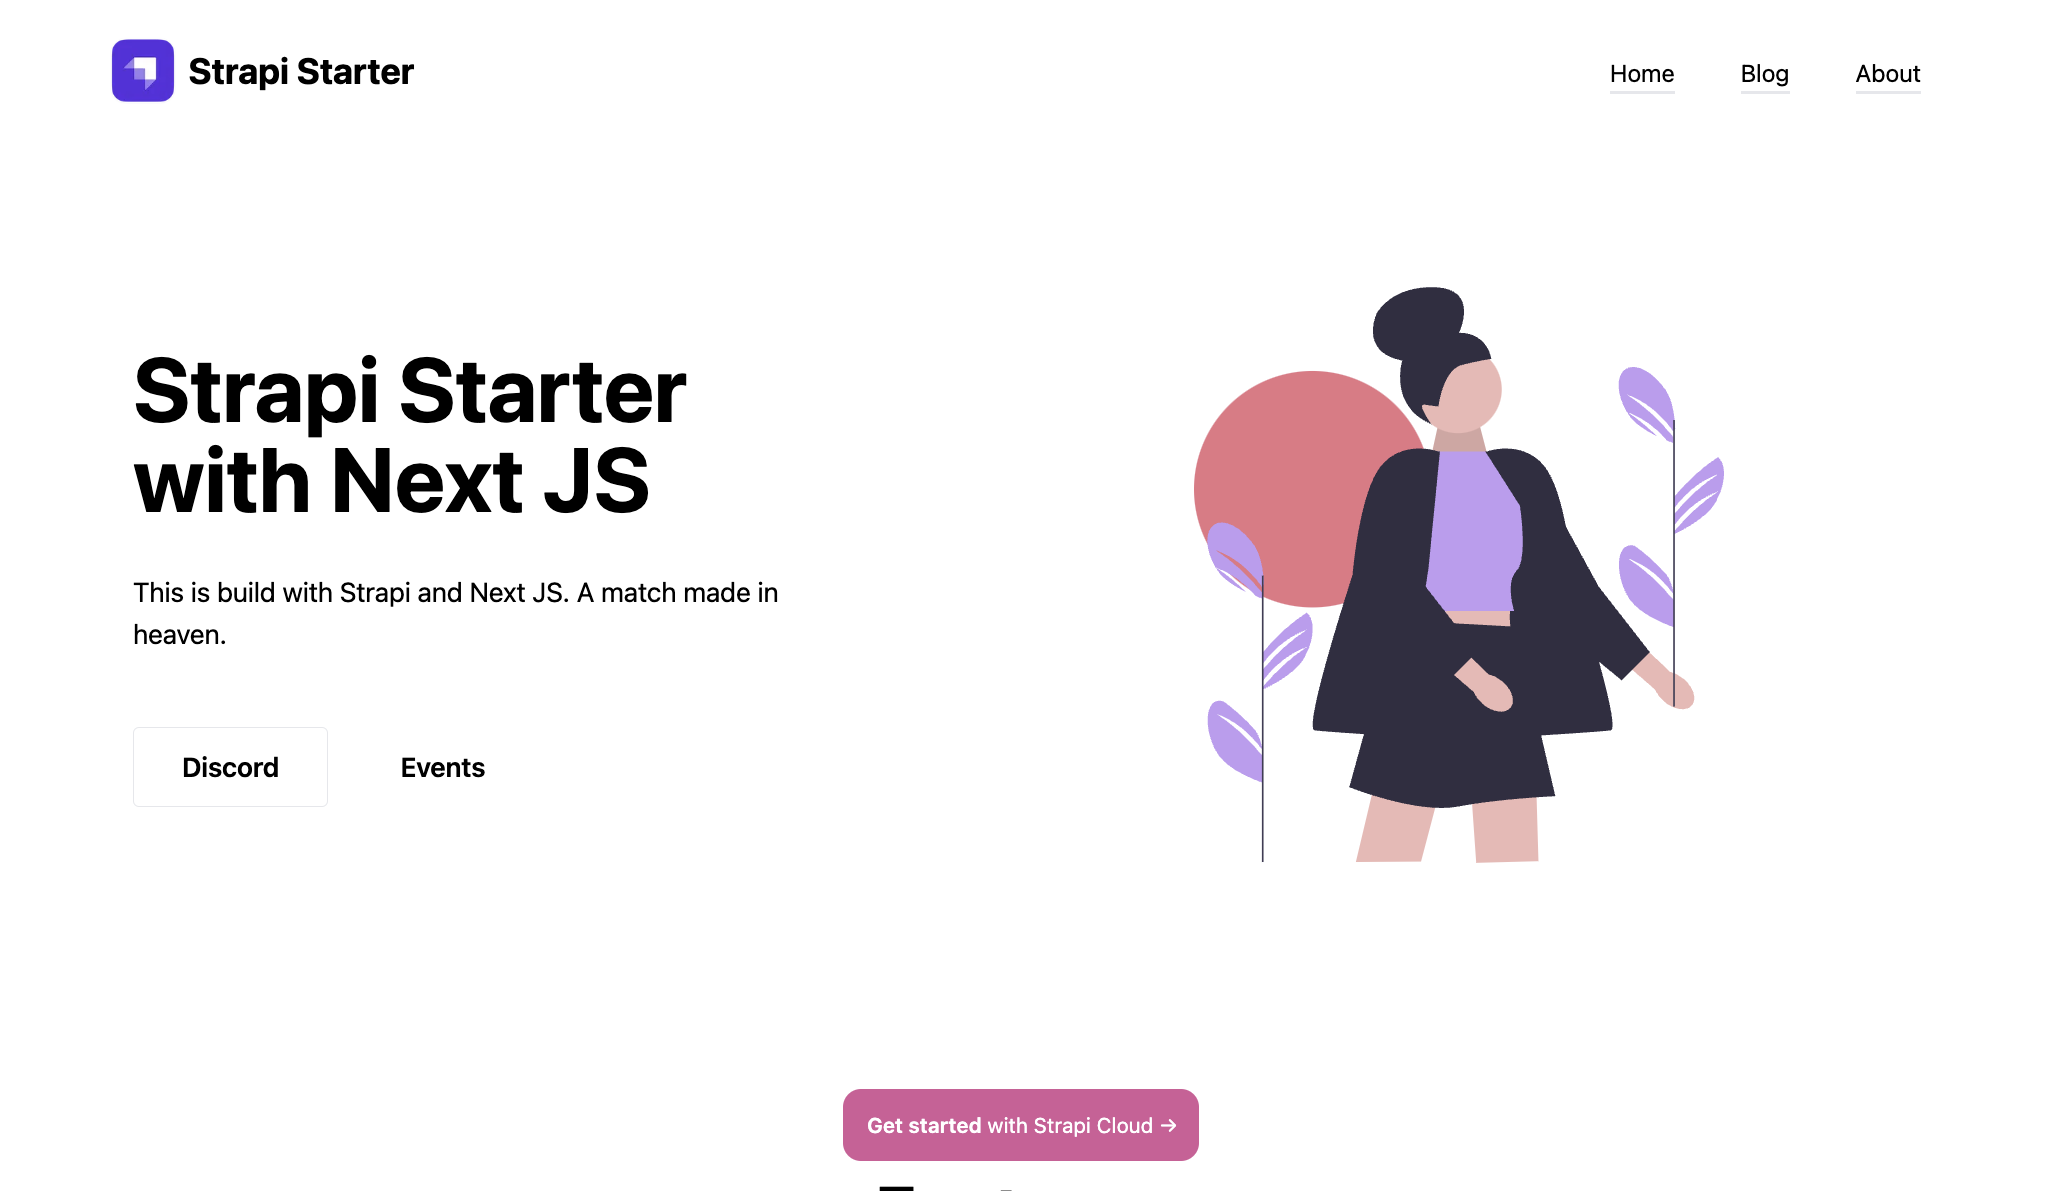 Strapi Starter
Home
Blog
About
Strapi Starter
with Next JS
This is build with Strapi and Next JS. A match made in
heaven.
Discord
Events
Get started with Strapi Cloud →